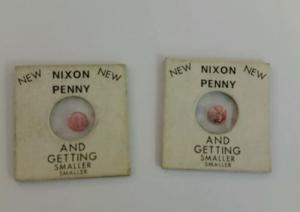 NEW NIXON NEW
PENNY
AND
GETTING
SMALLER
SMALLER
NEW NIXON NEW
PENNY
AND
GETTING
SMALLER
SMALLER